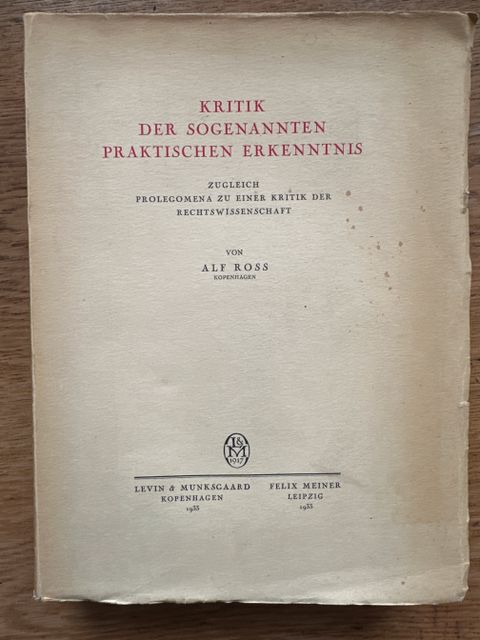 KRITIK
DER SOGENANNTEN
PRAKTISCHEN ERKENNTNIS
ZUGLEICH
PROLEGOMENA ZU EINER KRITIK DER
RECHTSWISSENSCHAFT
VON
ALF ROSS
KOPENHAGEN
L&
M
1917
LEVIN & MUNKSGAARD
KOPENHAGEN
1933
FELIX MEINER
LEIPZIG
1933